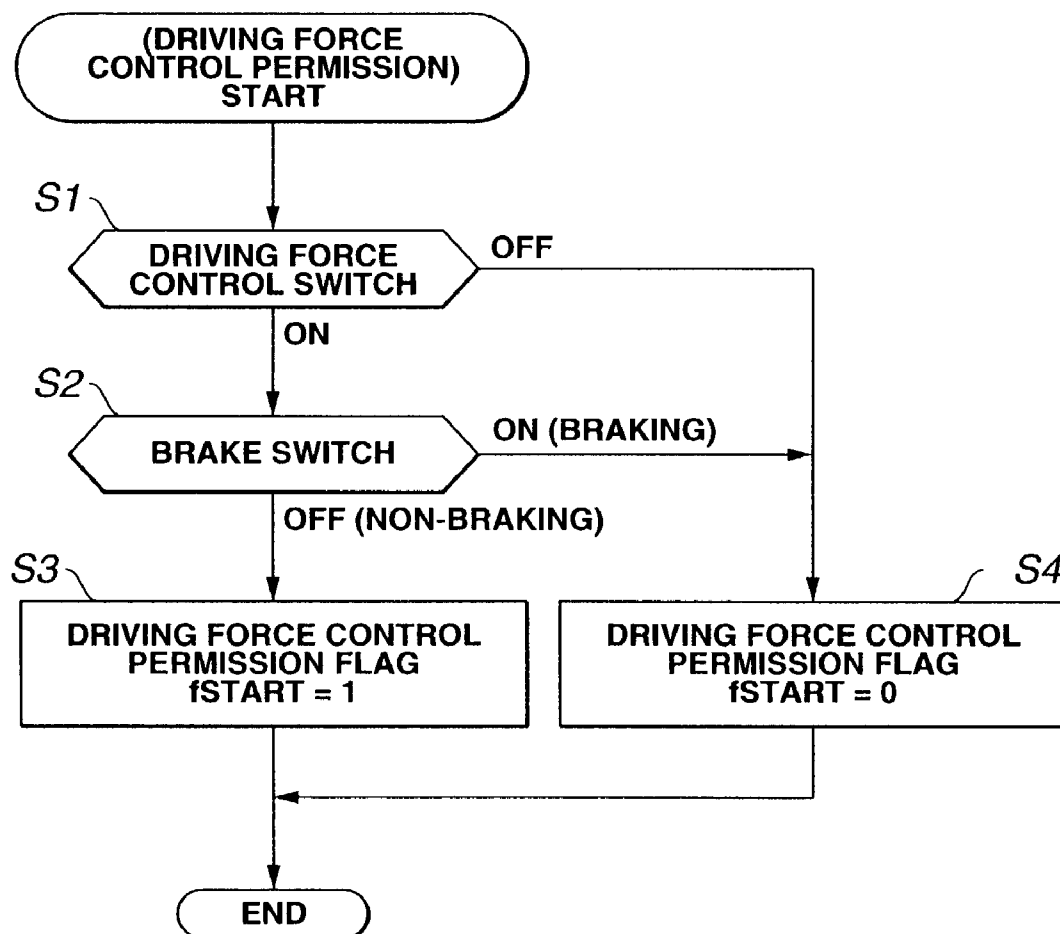 (DRIVING FORCE
CONTROL PERMISSION)
START
S1
DRIVING FORCE
CONTROL SWITCH
OFF
ON
S2
BRAKE SWITCH
ON (BRAKING)
OFF (NON-BRAKING)
S3
DRIVING FORCE CONTROL
PERMISSION FLAG
fSTART = 1
S4
DRIVING FORCE CONTROL
PERMISSION FLAG
fSTART = 0
END